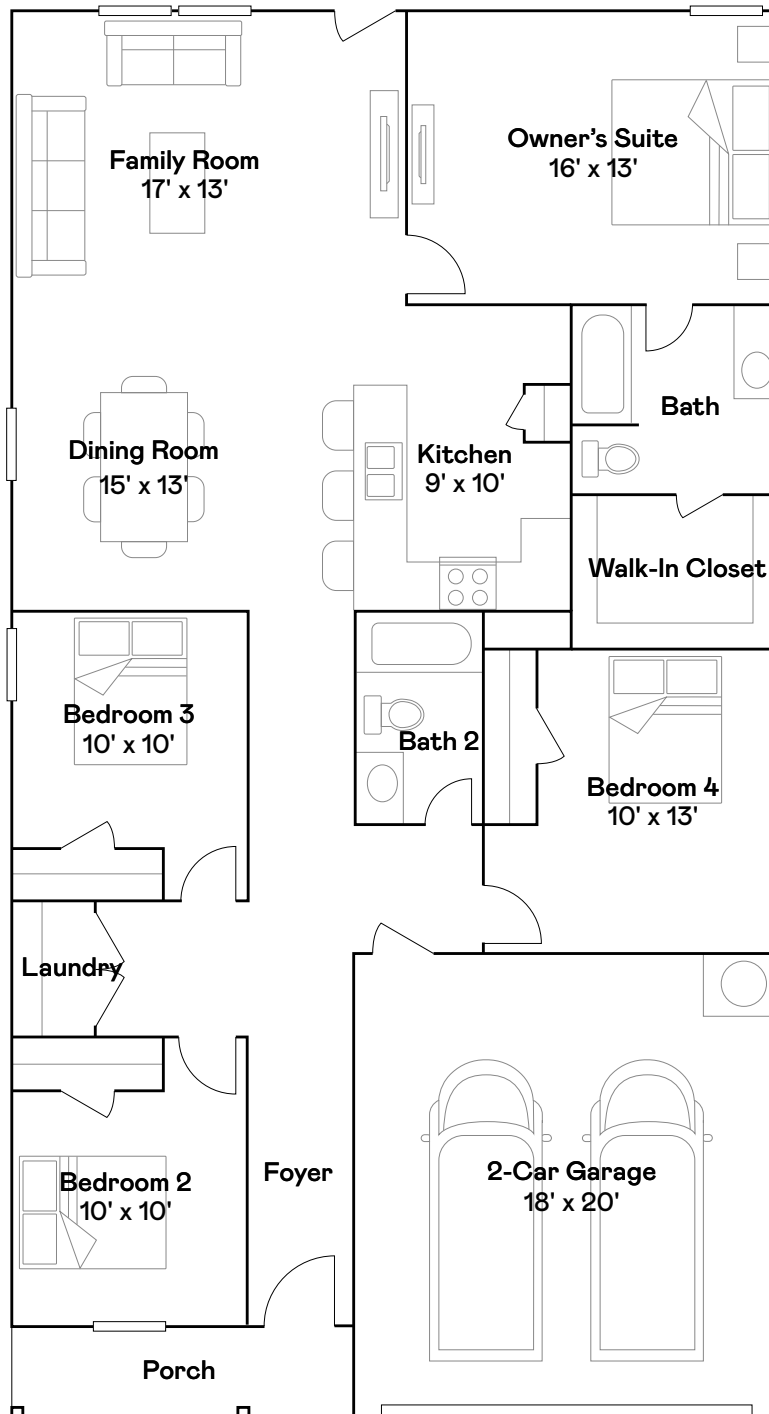 Family Room
17' x 13'
Owner’s Suite
16' x 13'
Dining Room
15' x 13'
Kitchen
9' x 10'
Bath
Walk-In Closet
Bedroom 3
10' x 10'
Bath 2
Bedroom 4
10' x 13'
Laundry
Bedroom 2
10' x 10'
Foyer
2-Car Garage
18' x 20'
Porch